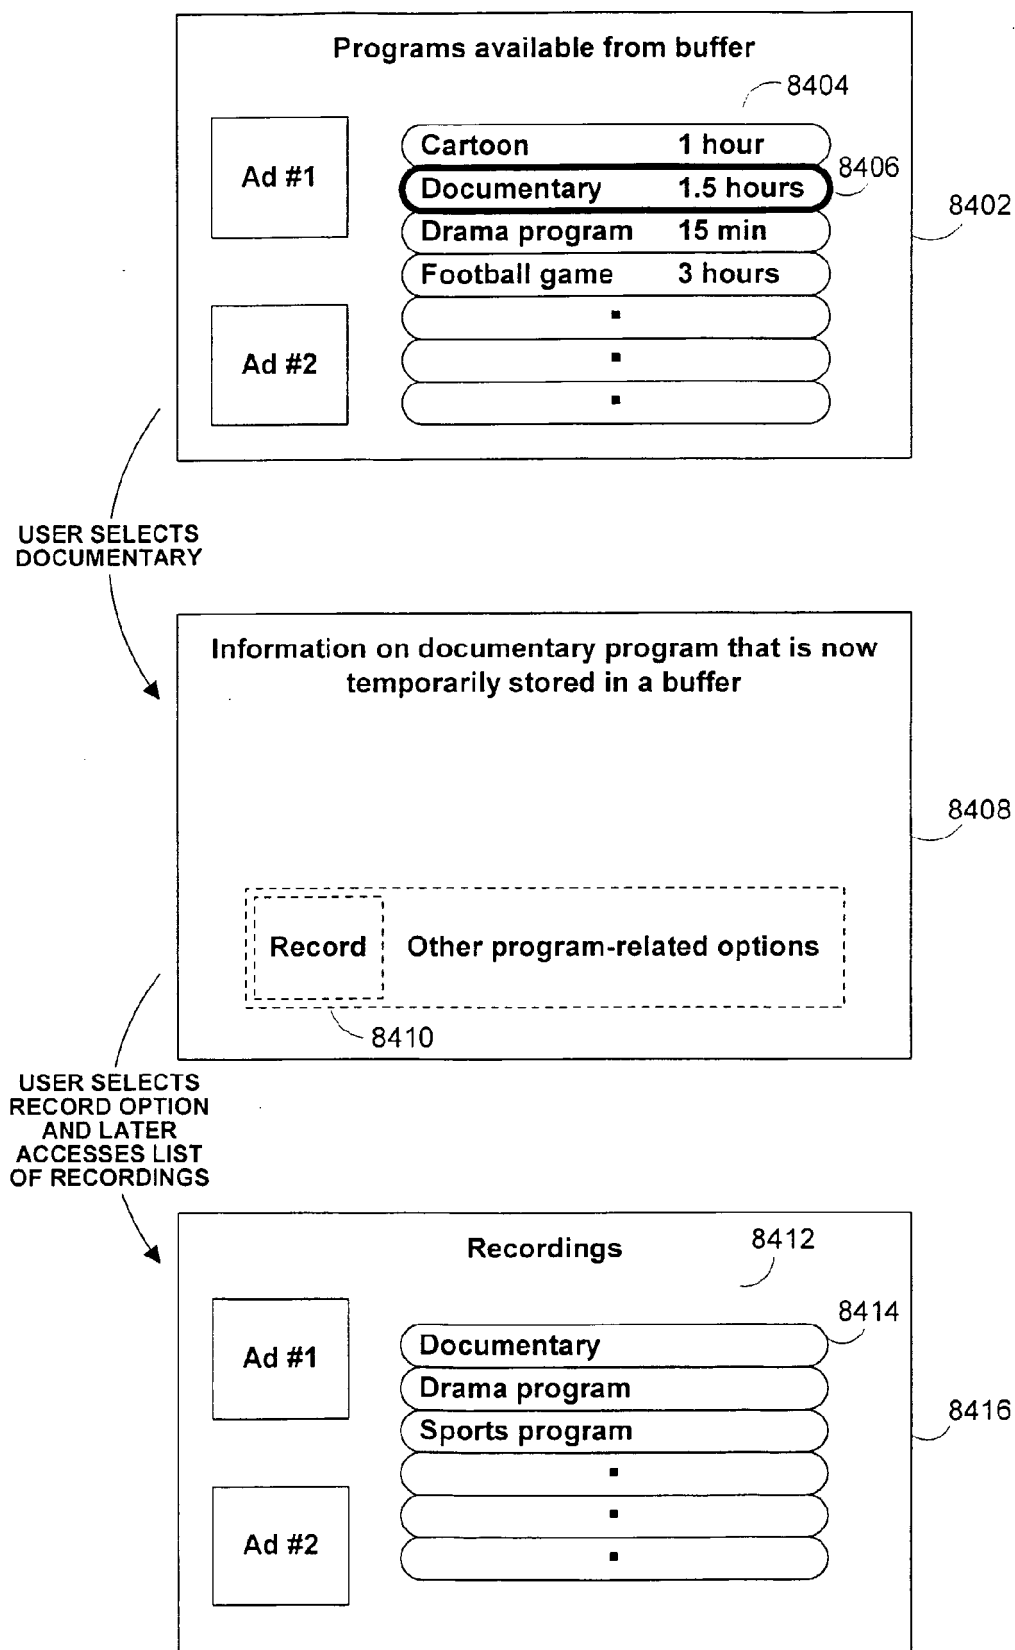 Programs available from buffer
8404
Ad #1
Cartoon 1 hour
8406
Documentary 1.5 hours
8402
Drama program 15 min
Football game 3 hours
Ad #2
USER SELECTS
DOCUMENTARY
Information on documentary program that is now
temporarily stored in a buffer
8408
Record Other program-related options
8410
USER SELECTS
RECORD OPTION
AND LATER
ACCESSES LIST
OF RECORDINGS
Recordings
8412
8414
Ad #1
Documentary
Drama program
8416
Sports program
Ad #2